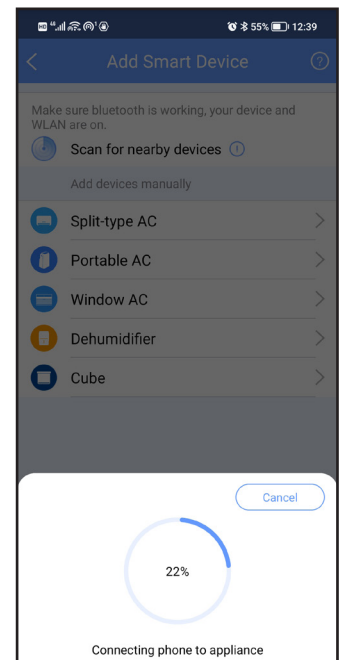 HD 55% 12:39
Add Smart Device ?
Make sure bluetooth is working, your device and
WLAN are on.
Scan for nearby devices
Add devices manually
Split-type AC
Portable AC
Window AC
Dehumidifier
Cube
Cancel
22%
Connecting phone to appliance